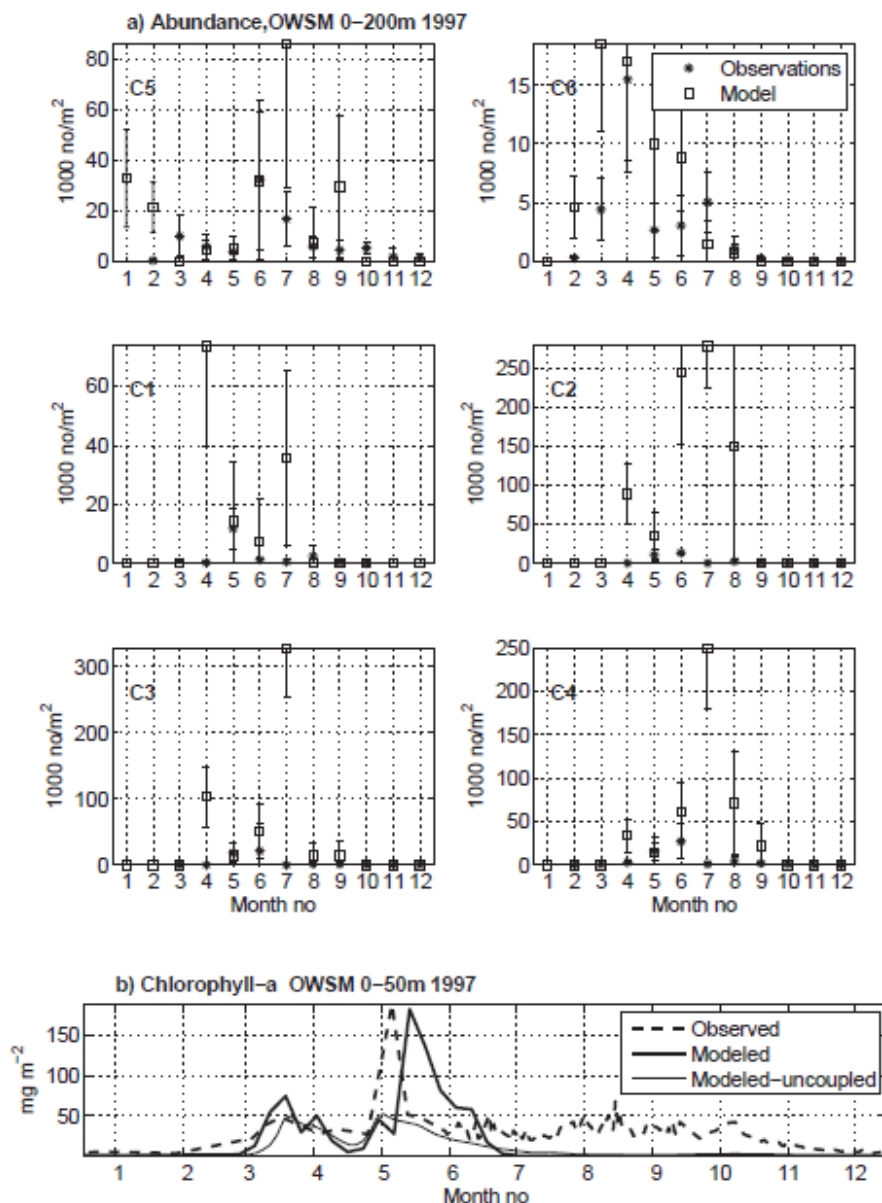 a) Abundance,OWSM 0−200m 1997
80
60
40
20
0
1000 no/m²
C5
1 2 3 4 5 6 7 8 9 10 11 12
15
10
5
0
1000 no/m²
C6
Observations
Model
1 2 3 4 5 6 7 8 9 10 11 12
60
40
20
0
1000 no/m²
C1
1 2 3 4 5 6 7 8 9 10 11 12
250
200
150
100
50
0
1000 no/m²
C2
1 2 3 4 5 6 7 8 9 10 11 12
300
200
100
0
1000 no/m²
C3
1 2 3 4 5 6 7 8 9 10 11 12
Month no
250
200
150
100
50
0
1000 no/m²
C4
1 2 3 4 5 6 7 8 9 10 11 12
Month no
b) Chlorophyll−a OWSM 0−50m 1997
150
100
50
mg m⁻²
Observed
Modeled
Modeled−uncoupled
1 2 3 4 5 6 7 8 9 10 11 12
Month no